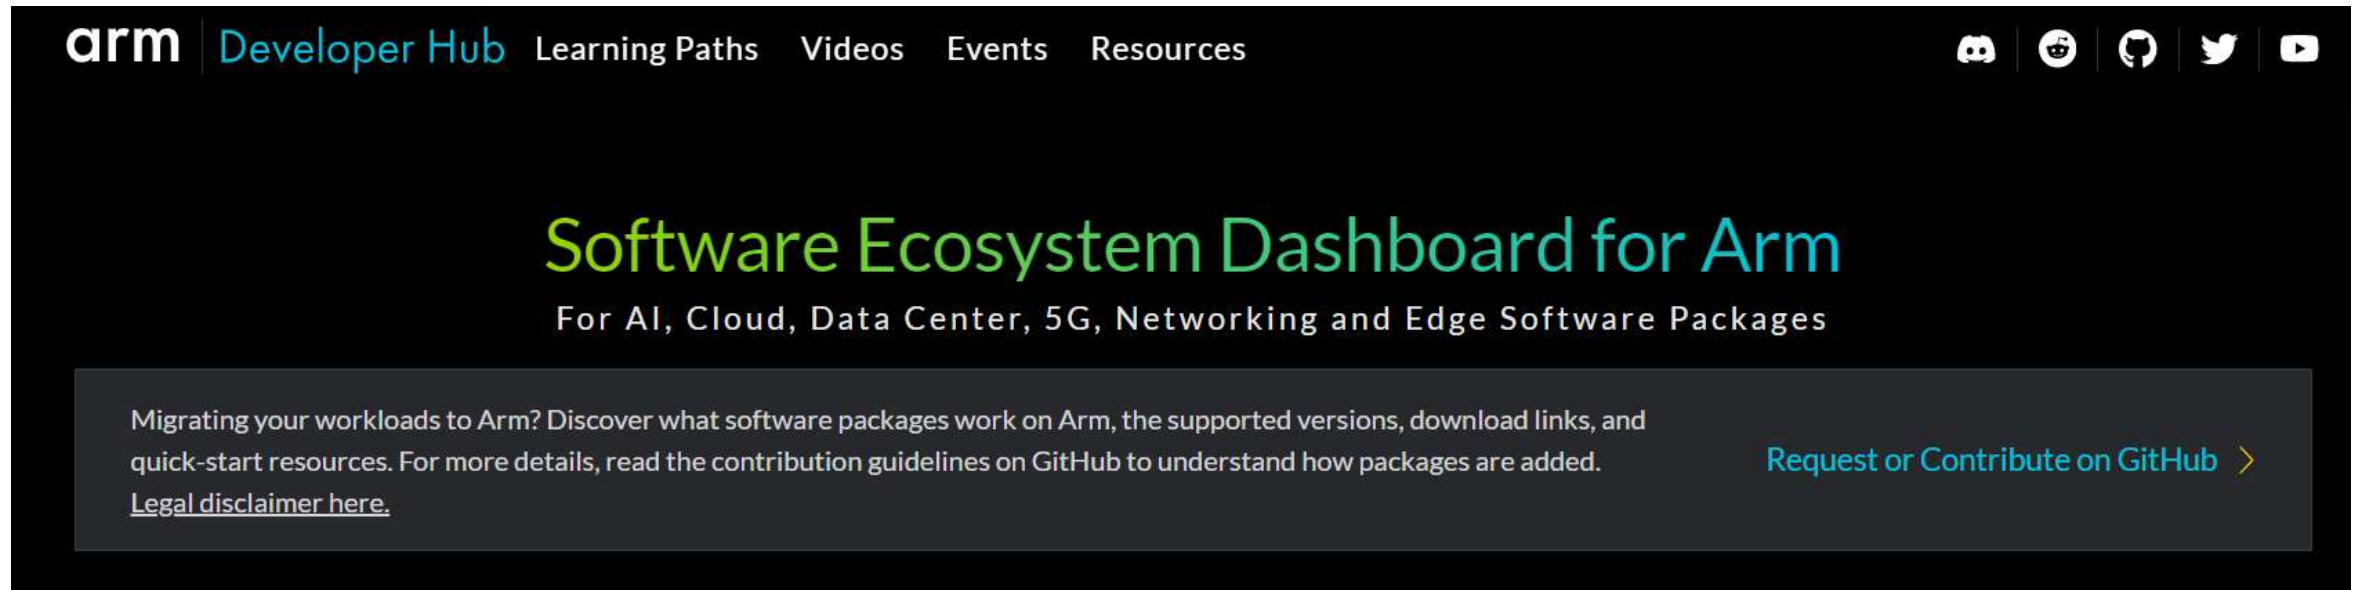 arm Developer Hub Learning Paths Videos Events Resources
Software Ecosystem Dashboard for Arm
For AI, Cloud, Data Center, 5G, Networking and Edge Software Packages
Migrating your workloads to Arm? Discover what software packages work on Arm, the supported versions, download links, and
quick-start resources. For more details, read the contribution guidelines on GitHub to understand how packages are added.
Legal disclaimer here.
Request or Contribute on GitHub